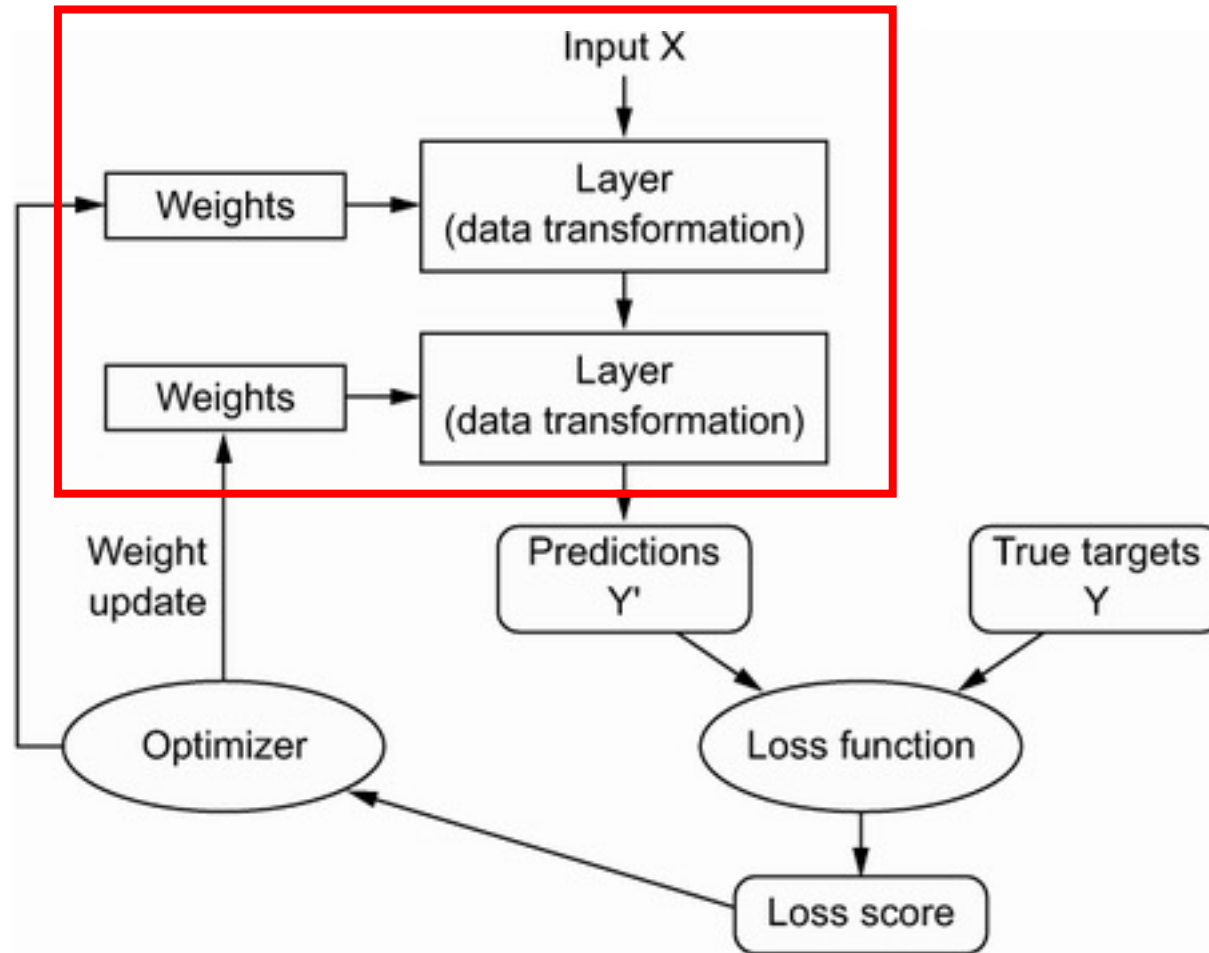 Input X
Weights
Layer
(data transformation)
Weights
Layer
(data transformation)
Weight
update
Predictions
Y'
True targets
Y
Optimizer
Loss function
Loss score